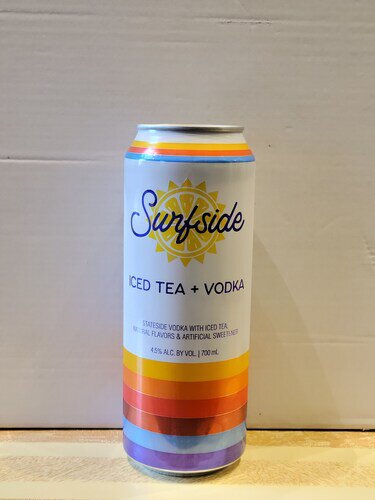 Surfside
ICED TEA + VODKA
STATESIDE VODKA WITH ICED TEA,
NATURAL FLAVORS & ARTIFICIAL SWEETENER
4.5% ALC. BY VOL. | 700 mL